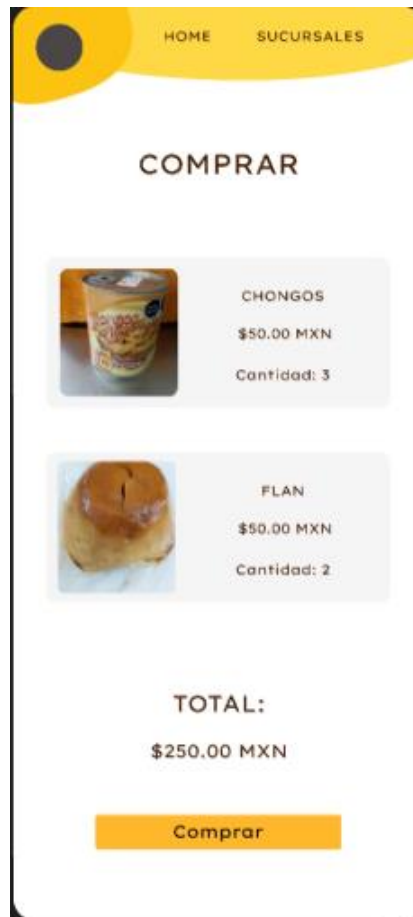 HOME SUCURSALES
COMPRAR
CHONGOS
$50.00 MXN
Cantidad: 3
FLAN
$50.00 MXN
Cantidad: 2
TOTAL:
$250.00 MXN
Comprar